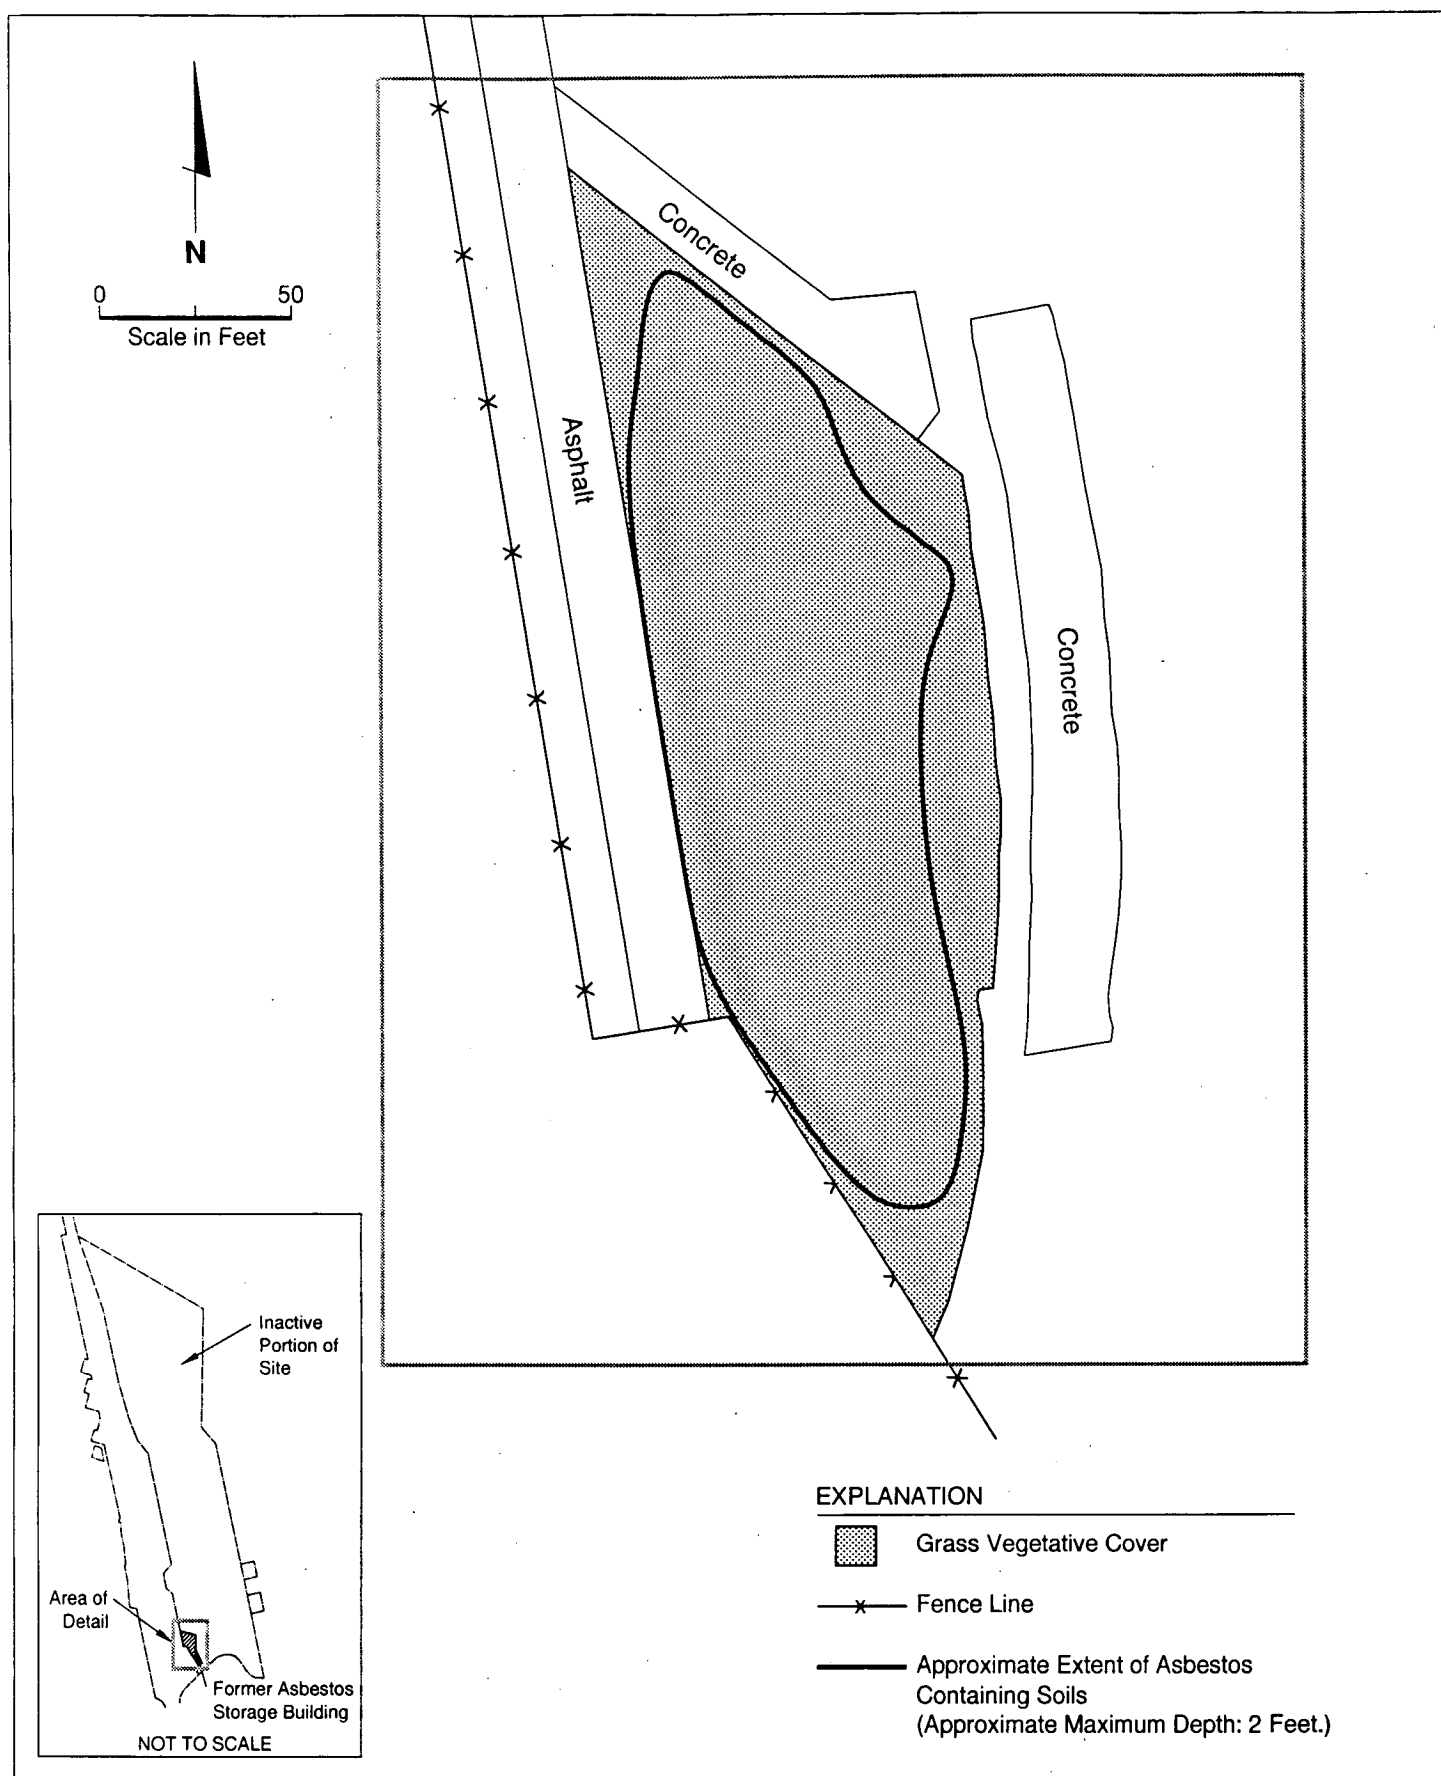 N
0 50
Scale in Feet
Concrete
Asphalt
Concrete
Inactive
Portion of
Site
Area of
Detail
Former Asbestos
Storage Building
NOT TO SCALE
EXPLANATION
Grass Vegetative Cover
Fence Line
Approximate Extent of Asbestos
Containing Soils
(Approximate Maximum Depth: 2 Feet.)